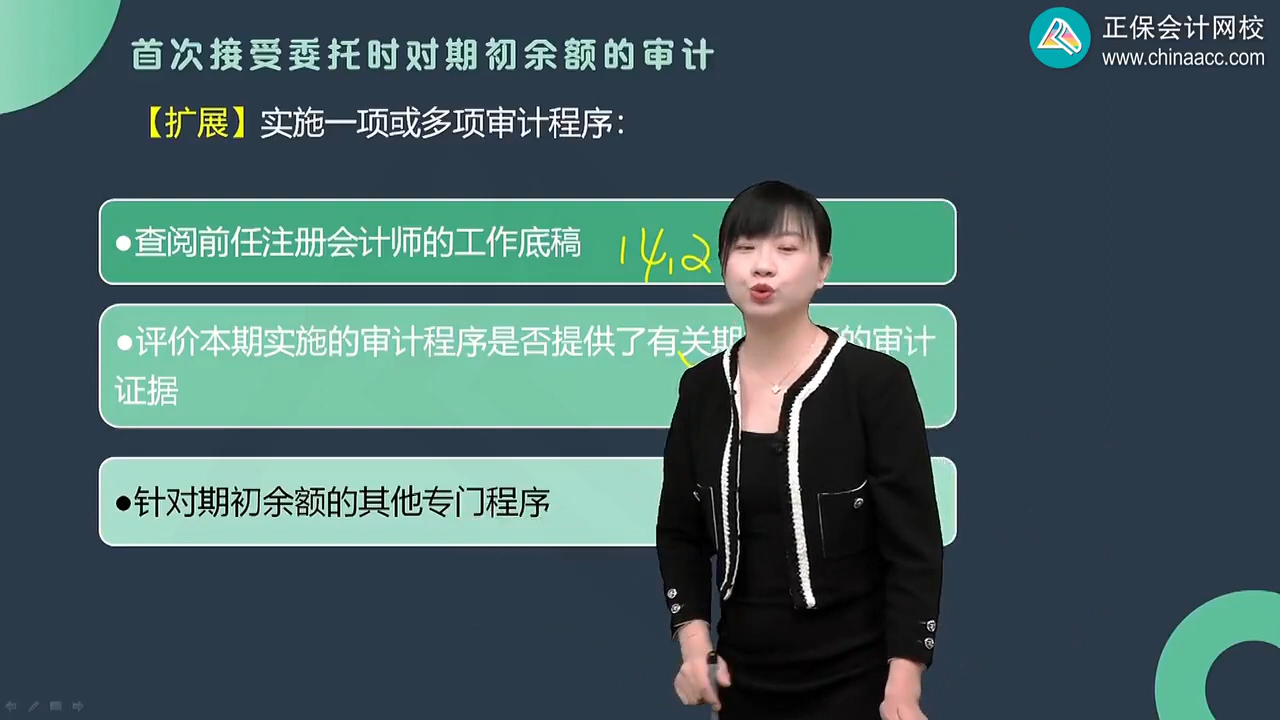 首次接受委托时对期初余额的审计
正保会计网校
www.chinaacc.com
【扩展】实施一项或多项审计程序：
●查阅前任注册会计师的工作底稿 14,2
●评价本期实施的审计程序是否提供了有关期 的审计
证据
●针对期初余额的其他专门程序